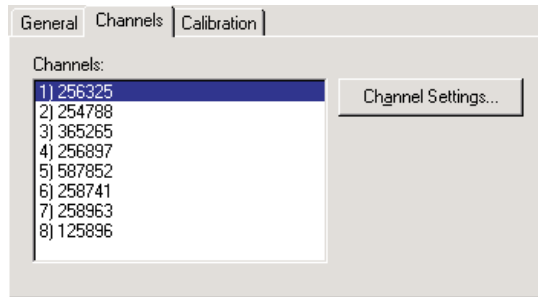 General Channels Calibration
Channels:
1) 256325
Channel Settings...
2) 254788
3) 365265
4) 256897
5) 587852
6) 258741
7) 258963
8) 125896